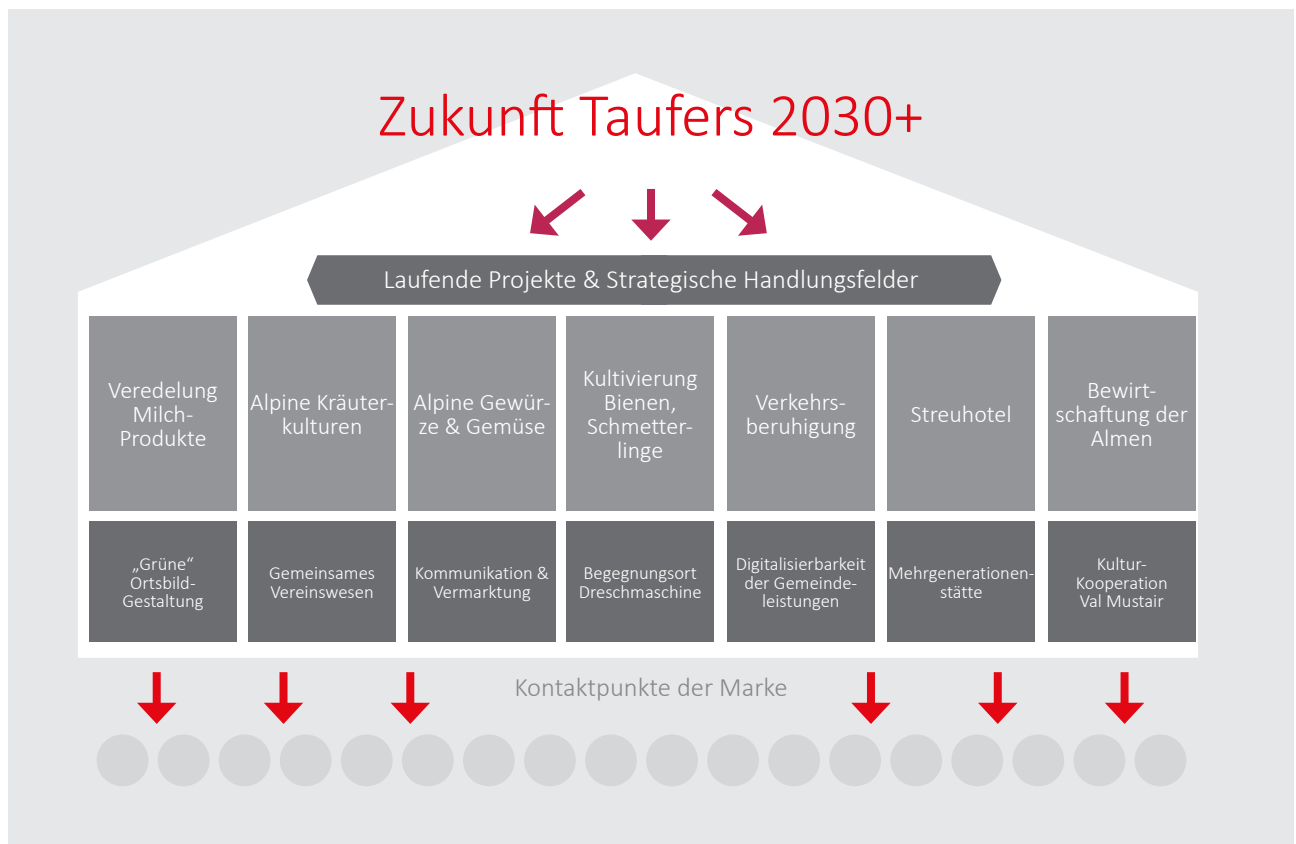 Zukunft Taufers 2030+
Laufende Projekte & Strategische Handlungsfelder
Veredelung
Milch-
Produkte
Alpine Kräuter-
kulturen
Alpine Gewür-
ze & Gemüse
Kultivierung
Bienen,
Schmetter-
linge
Verkehrs-
beruhigung
Streuhotel
Bewirt-
schaftung der
Almen
„Grüne“
Ortsbild-
Gestaltung
Gemeinsames
Vereinswesen
Kommunikation &
Vermarktung
Begegnungsort
Dreschmaschine
Digitalisierbarkeit
der Gemeinde-
leistungen
Mehrgenerationen-
stätte
Kultur-
Kooperation
Val Mustair
Kontaktpunkte der Marke